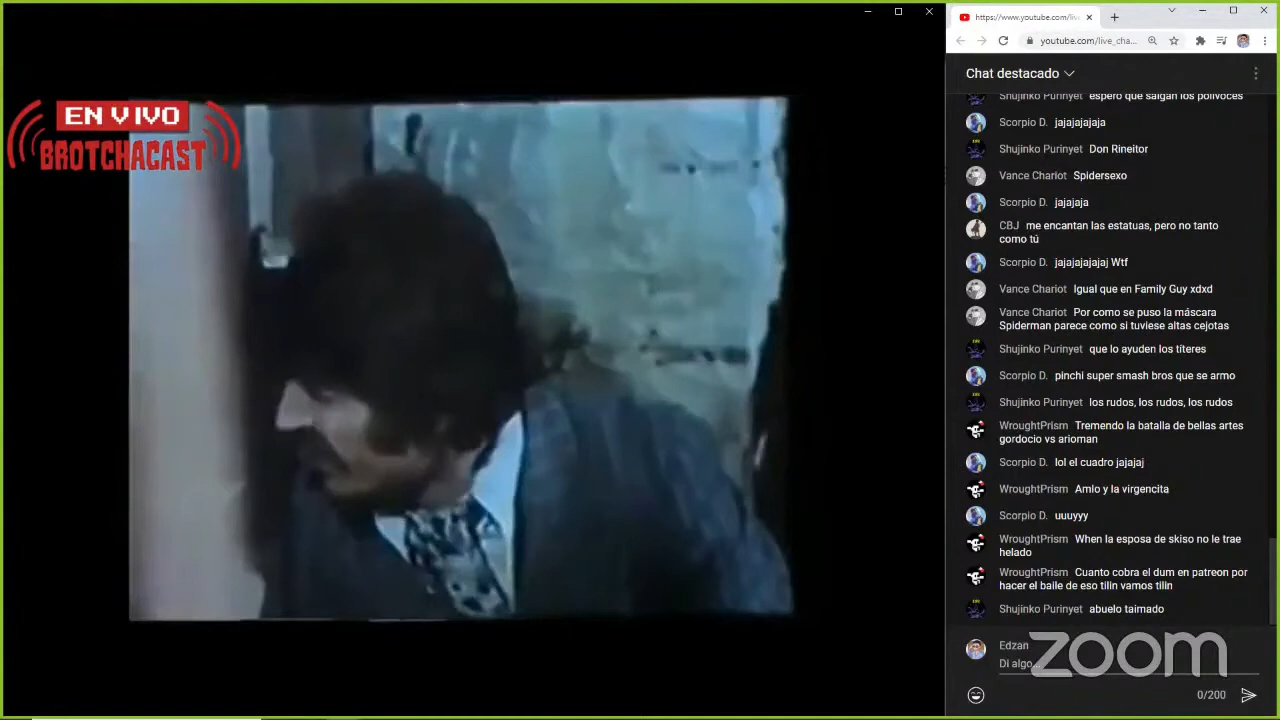 EN VIVO
BROTCHACAST
https://www.youtube.com/live
youtube.com/live_cha...
Chat destacado
Shujinko Purinyet espero que salgan los polivoces
Scorpio D. jajajajajaja
Shujinko Purinyet Don Rineitor
Vance Chariot Spidersexo
Scorpio D. jajajaja
CBJ me encantan las estatuas, pero no tanto
como tú
Scorpio D. jajajajajajaj Wtf
Vance Chariot Igual que en Family Guy xdxd
Vance Chariot Por como se puso la máscara
Spiderman parece como si tuviese altas cejotas
Shujinko Purinyet que lo ayuden los títeres
Scorpio D. pinchi super smash bros que se armo
Shujinko Purinyet los rudos, los rudos, los rudos
WroughtPrism Tremendo la batalla de bellas artes
gordocio vs arioman
Scorpio D. lol el cuadro jajajaj
WroughtPrism Amlo y la virgencita
Scorpio D. uuuyyy
WroughtPrism When la esposa de skiso no le trae
helado
WroughtPrism Cuanto cobra el dum en patreon por
hacer el baile de eso tilin vamos tilin
Shujinko Purinyet abuelo taimado
Edzan
Di algo...
zoom
0/200